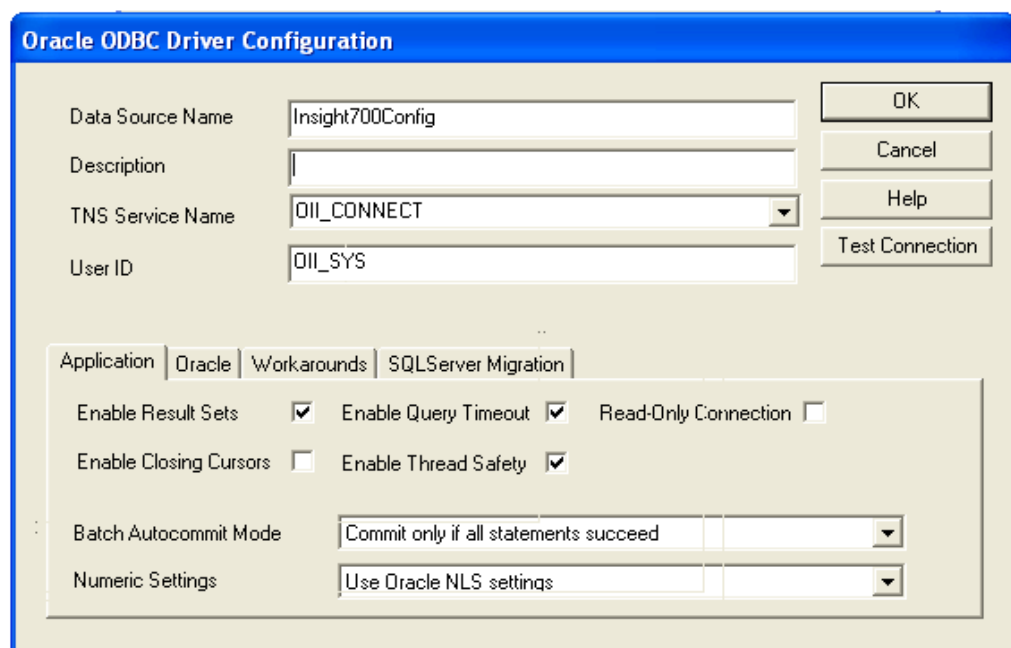 Oracle ODBC Driver Configuration
Data Source Name Insight700Config OK
Description Cancel
TNS Service Name OII_CONNECT Help
User ID OII_SYS Test Connection
Application Oracle Workarounds SQLServer Migration
Enable Result Sets Enable Query Timeout Read-Only Connection
Enable Closing Cursors Enable Thread Safety
Batch Autocommit Mode Commit only if all statements succeed
Numeric Settings Use Oracle NLS settings